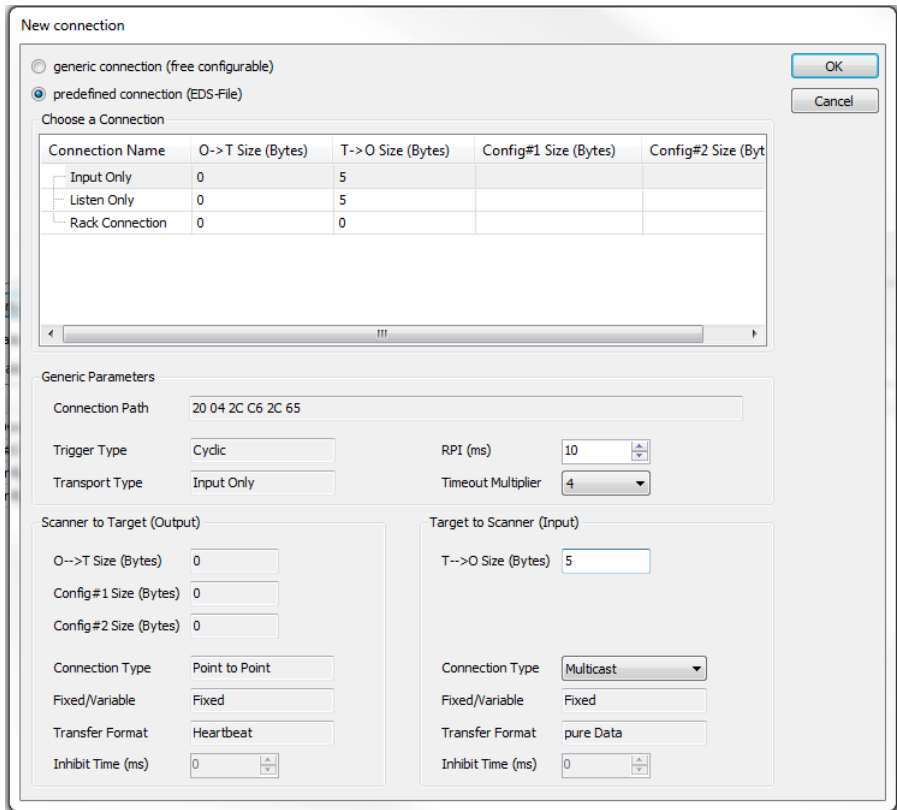 New connection
generic connection (free configurable)
OK
predefined connection (EDS-File)
Cancel
Choose a Connection
Connection Name O->T Size (Bytes) T->O Size (Bytes) Config#1 Size (Bytes) Config#2 Size (Byt
Input Only 0 5
Listen Only 0 5
Rack Connection 0 0
Generic Parameters
Connection Path 20 04 2C C6 2C 65
Trigger Type Cyclic RPI (ms) 10
Transport Type Input Only Timeout Multiplier 4
Scanner to Target (Output) Target to Scanner (Input)
O-->T Size (Bytes) 0 T-->O Size (Bytes) 5
Config#1 Size (Bytes) 0
Config#2 Size (Bytes) 0
Connection Type Point to Point Connection Type Multicast
Fixed/Variable Fixed Fixed/Variable Fixed
Transfer Format Heartbeat Transfer Format pure Data
Inhibit Time (ms) 0 Inhibit Time (ms) 0